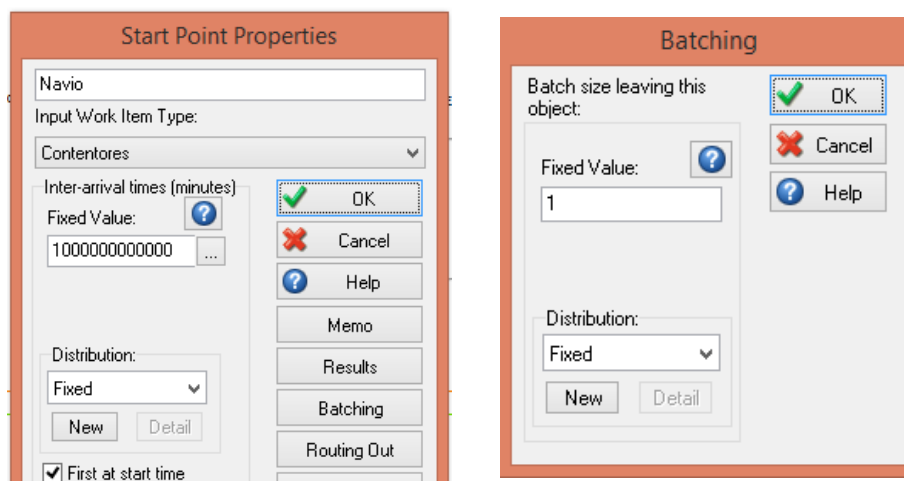 Start Point Properties
Navio
Input Work Item Type:
Contentores
Inter-arrival times (minutes)
Fixed Value:
1000000000000
...
Distribution:
Fixed
New
Detail
First at start time
OK
Cancel
Help
Memo
Results
Batching
Routing Out
Batching
Batch size leaving this
object:
Fixed Value:
1
Distribution:
Fixed
New
Detail
OK
Cancel
Help